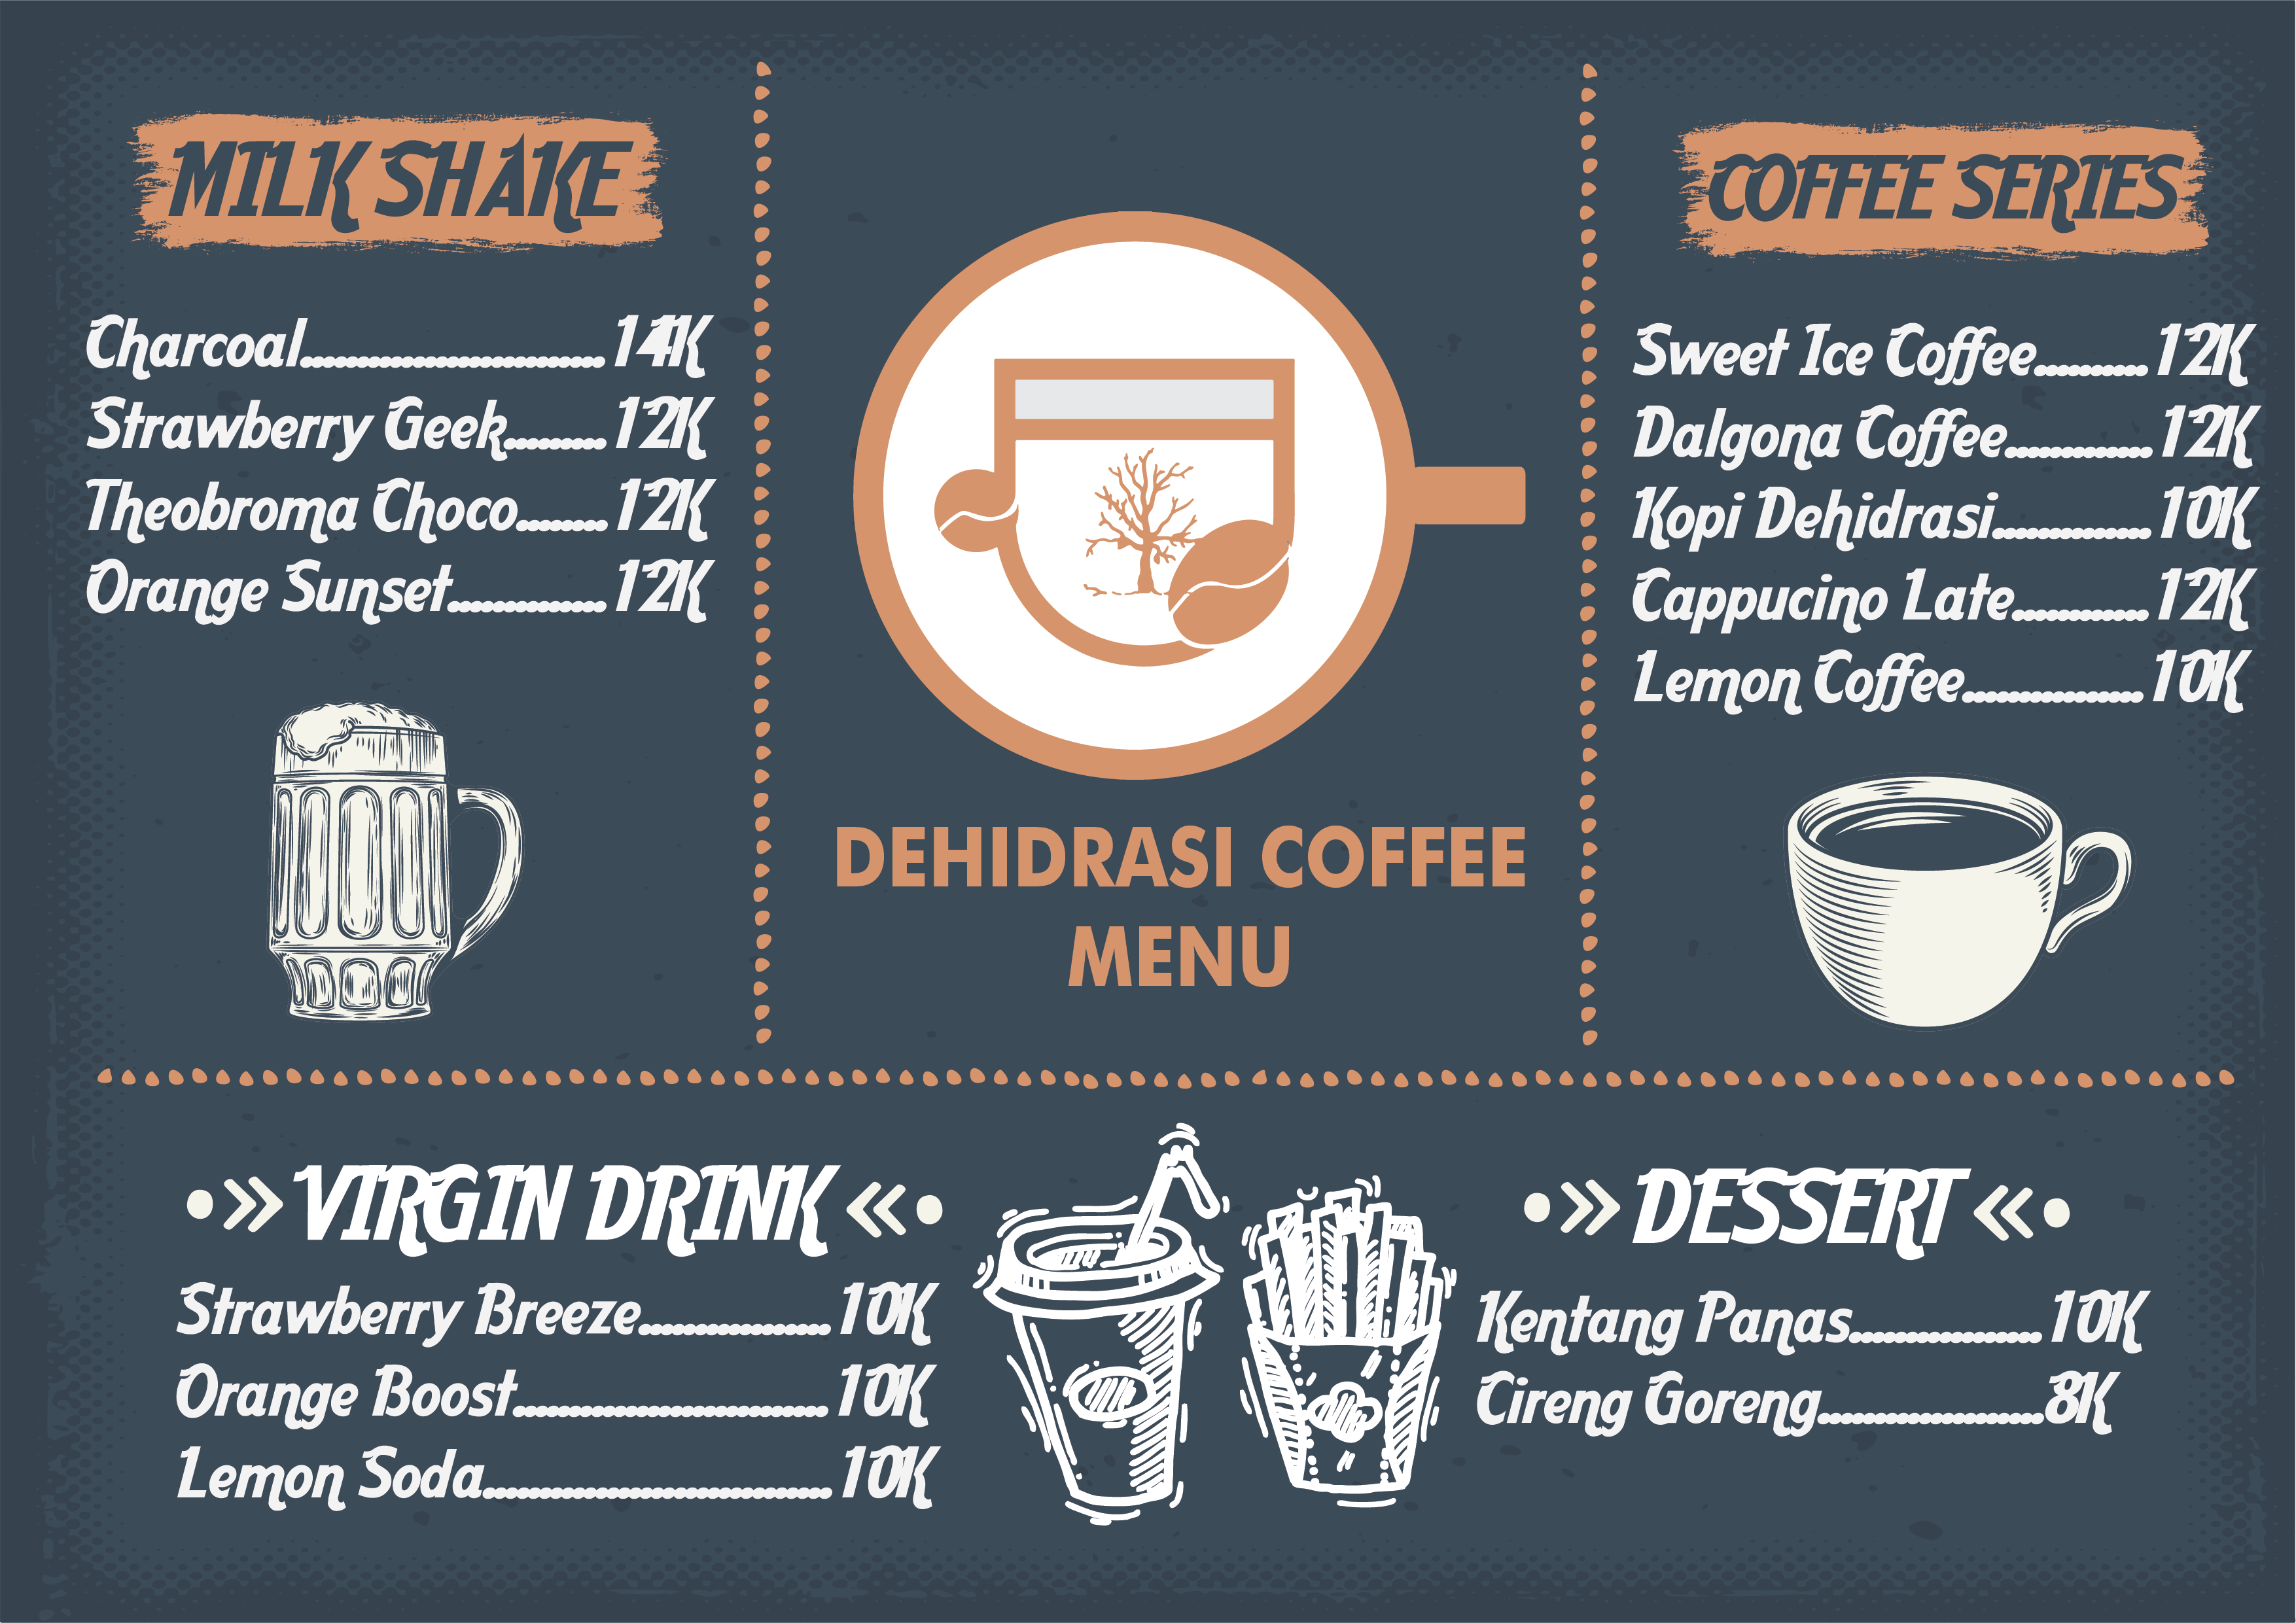 MILK SHAKE
Charcoal..........................14K
Strawberry Geek.........12K
Theobroma Choco........12K
Orange Sunset..............12K
DEHIDRASI COFFEE
MENU
COFFEE SERIES
Sweet Ice Coffee..........12K
Dalgona Coffee.............12K
Kopi Dehidrasi..............10K
Cappucino Late............12K
Lemon Coffee................10K
VIRGIN DRINK
Strawberry Breeze.................10K
Orange Boost............................10K
Lemon Soda...............................10K
DESSERT
Kentang Panas.................10K
Cireng Goreng....................8K